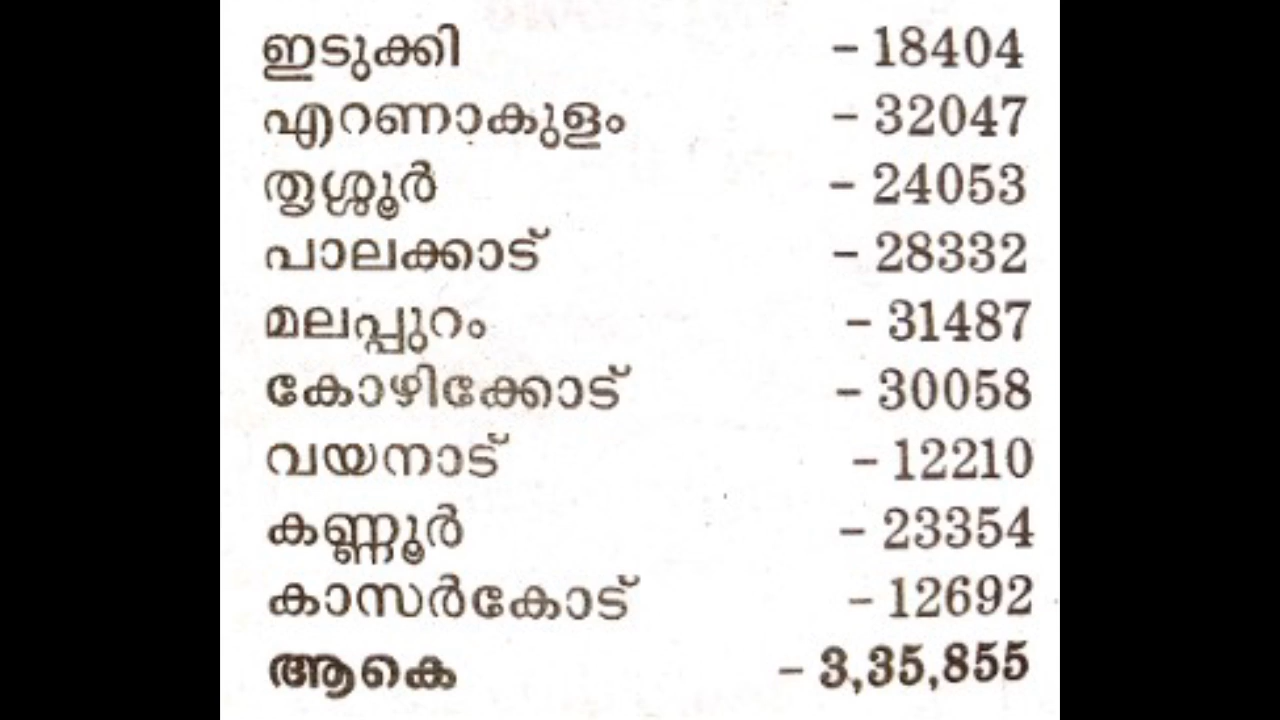 ഇടുക്കി - 18404
എറണാകുളം - 32047
തൃശ്ശൂർ - 24053
പാലക്കാട് - 28332
മലപ്പുറം - 31487
കോഴിക്കോട് - 30058
വയനാട് - 12210
കണ്ണൂർ - 23354
കാസർകോട് - 12692
ആകെ - 3,35,855